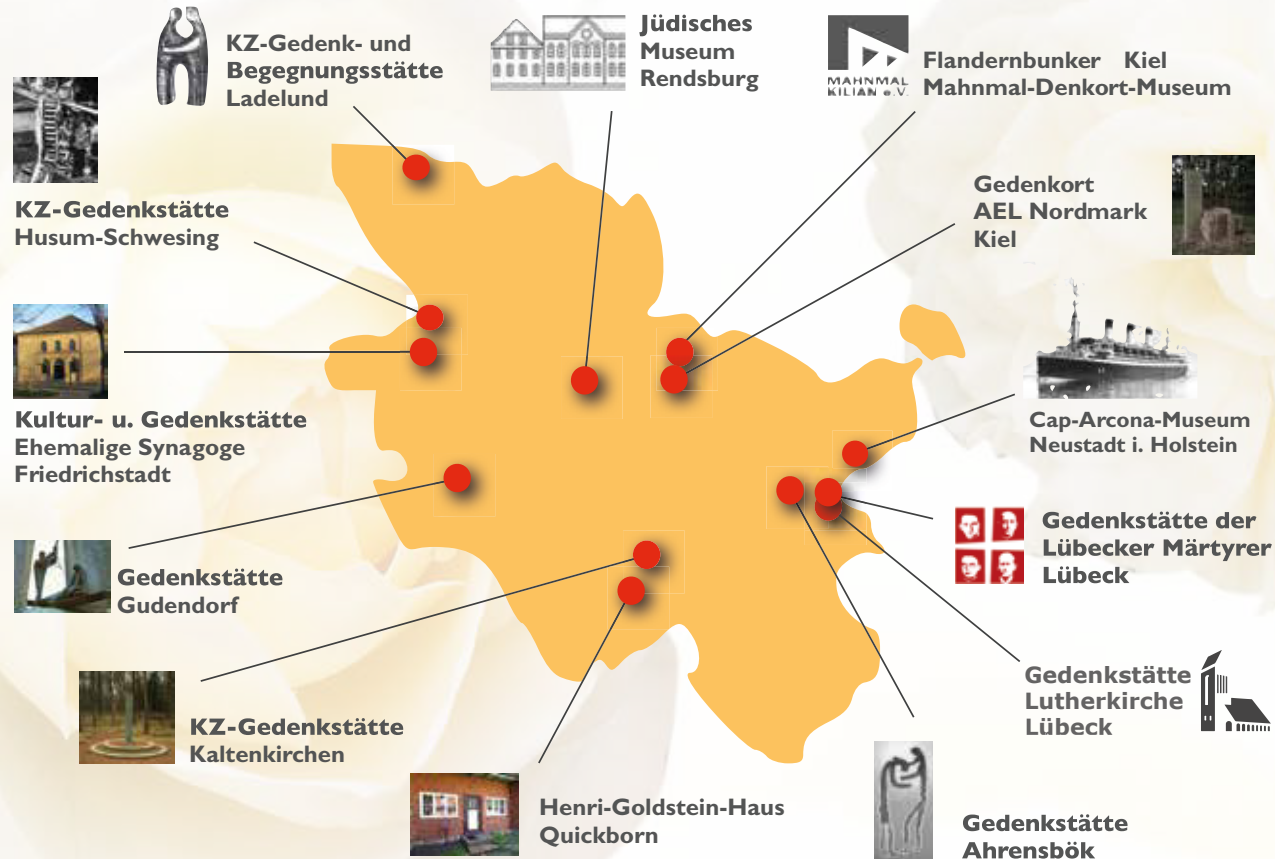 KZ-Gedenk- und
Begegnungsstätte
Ladelund
Jüdisches
Museum
Rendsburg
MAHNMAL
KILIAN e.V.
Flandernbunker Kiel
Mahnmal-Denkort-Museum
Gedenkort
AEL Nordmark
Kiel
KZ-Gedenkstätte
Husum-Schwesing
Kultur- u. Gedenkstätte
Ehemalige Synagoge
Friedrichstadt
Cap-Arcona-Museum
Neustadt i. Holstein
Gedenkstätte der
Lübecker Märtyrer
Lübeck
Gedenkstätte
Gudendorf
Gedenkstätte
Lutherkirche
Lübeck
KZ-Gedenkstätte
Kaltenkirchen
Henri-Goldstein-Haus
Quickborn
Gedenkstätte
Ahrensbök